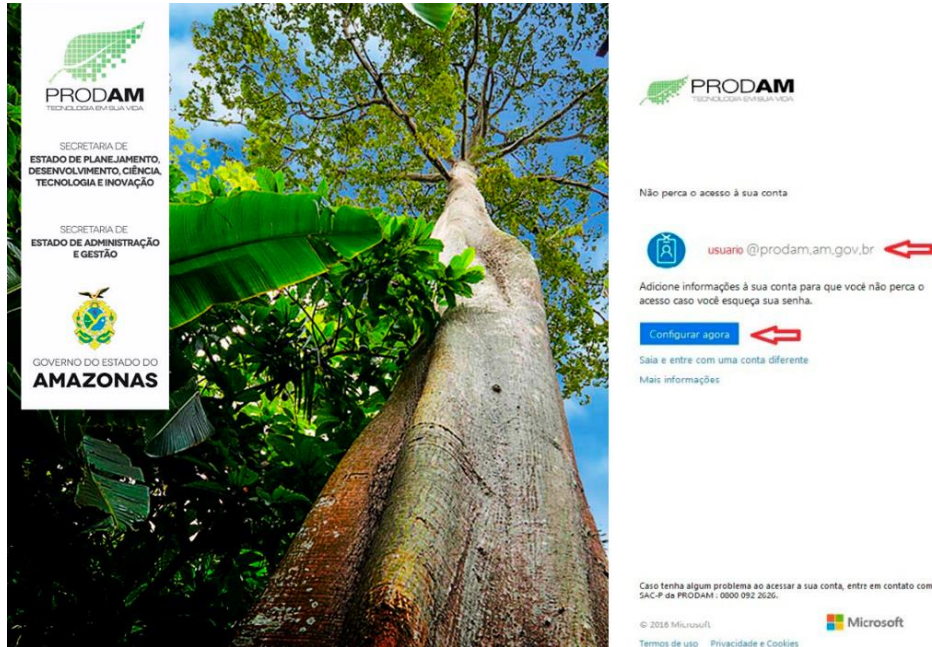 PRODAM
TECNOLOGIA EM SUA VIDA
SECRETARIA DE
ESTADO DE PLANEJAMENTO,
DESENVOLVIMENTO, CIÊNCIA,
TECNOLOGIA E INOVAÇÃO
SECRETARIA DE
ESTADO DE ADMINISTRAÇÃO
E GESTÃO
GOVERNO DO ESTADO DO
AMAZONAS
PRODAM
TECNOLOGIA EM SUA VIDA
Não perca o acesso à sua conta
usuario @prodam.am.gov.br
Adicione informações à sua conta para que você não perca o
acesso caso você esqueça sua senha.
Configurar agora
Saia e entre com uma conta diferente
Mais informações
Caso tenha algum problema ao acessar a sua conta, entre em contato com
SAC-P da PRODAM : 0800 092 2626.
© 2016 Microsoft
Microsoft
Termos de uso Privacidade e Cookies